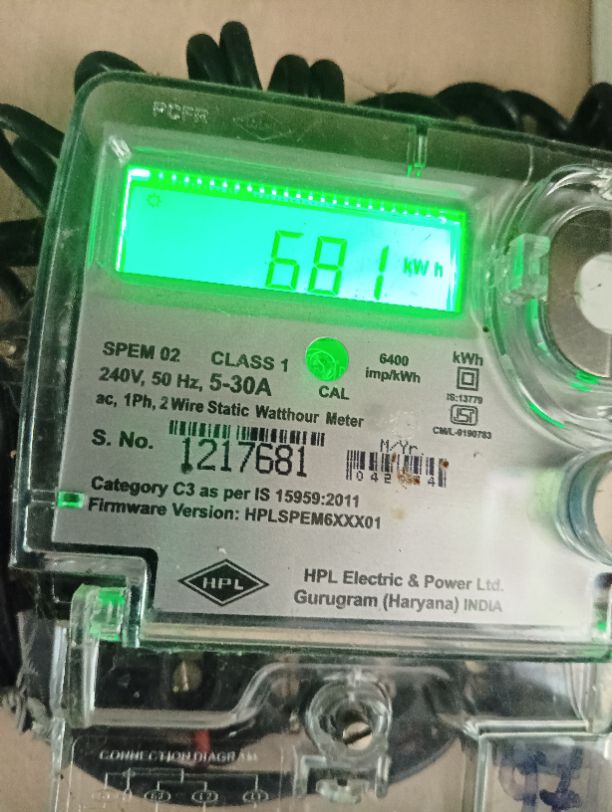 PCFR
681 kWh
SPEM 02 CLASS 1
240V, 50 Hz, 5-30A
CAL
6400
imp/kWh
kWh
IS:13779
CM/L-9190783
ac, 1Ph, 2 Wire Static Watthour Meter
S. No. 1217681
M/Yr.
Category C3 as per IS 15959:2011
Firmware Version: HPLSPEM6XXX01
HPL
HPL Electric & Power Ltd.
Gurugram (Haryana) INDIA
CONNECTION DIAGRAM